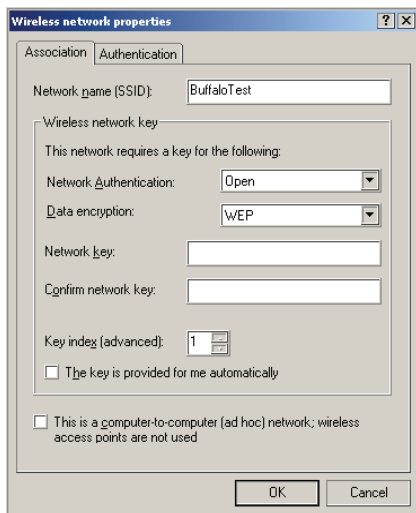 Wireless network properties
Association
Authentication
Network name (SSID):
BuffaloTest
Wireless network key
This network requires a key for the following:
Network Authentication:
Open
Data encryption:
WEP
Network key:
Confirm network key:
Key index (advanced):
1
The key is provided for me automatically
This is a computer-to-computer (ad hoc) network; wireless
access points are not used
OK
Cancel